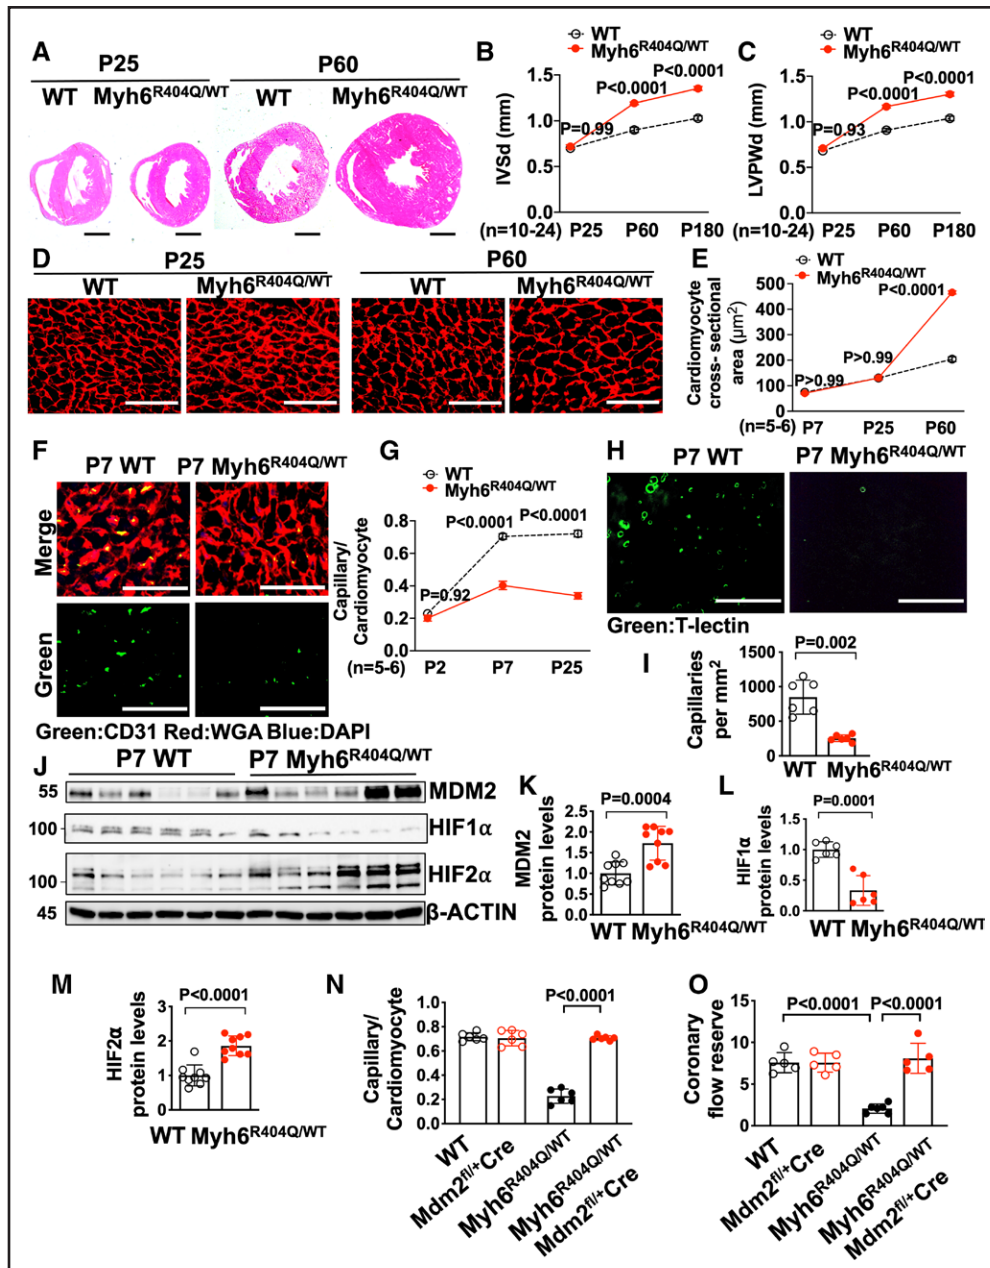 A
P25
P60
WT Myh6R404Q/WT
WT
Myh6R404Q/WT
B
WT
Myh6R404Q/WT
IVSd (mm)
1.5
1.0
0.5
0.0
P=0.99
P<0.0001
P<0.0001
(n=10-24) P25 P60 P180
C
WT
Myh6R404Q/WT
LVPWd (mm)
1.5
1.0
0.5
0.0
P=0.93
P<0.0001
P<0.0001
(n=10-24) P25 P60 P180
D
P25
P60
WT
Myh6R404Q/WT
WT
Myh6R404Q/WT
E
WT
Myh6R404Q/WT
Cardiomyocyte
cross- sectional
area (µm2)
500
400
300
200
100
0
P>0.99
P>0.99
P<0.0001
(n=5-6) P7 P25 P60
F
P7 WT
P7 Myh6R404Q/WT
Merge
Green
Green:CD31 Red:WGA Blue:DAPI
G
WT
Myh6R404Q/WT
Capillary/
Cardiomyocyte
0.8
0.6
0.4
0.2
0.0
P=0.92
P<0.0001
P<0.0001
(n=5-6) P2 P7 P25
H
P7 WT
P7 Myh6R404Q/WT
Green:T-lectin
I
Capillaries
per mm2
1500
1000
500
0
P=0.002
WT Myh6R404Q/WT
J
P7 WT
P7 Myh6R404Q/WT
55
MDM2
100
HIF1α
100
HIF2α
45
β-ACTIN
K
MDM2
protein levels
2.5
2.0
1.5
1.0
0.5
0.0
P=0.0004
WT Myh6R404Q/WT
L
HIF1α
protein levels
1.5
1.0
0.5
0.0
P=0.0001
WT Myh6R404Q/WT
M
HIF2α
protein levels
3
2
1
0
P<0.0001
WT Myh6R404Q/WT
N
Capillary/
Cardiomyocyte
1.0
0.8
0.6
0.4
0.2
0.0
P<0.0001
WT
Mdm2fl/+Cre
Myh6R404Q/WT
Myh6R404Q/WT
Mdm2fl/+Cre
O
Coronary
flow reserve
15
10
5
0
P<0.0001
P<0.0001
WT
Mdm2fl/+Cre
Myh6R404Q/WT
Myh6R404Q/WT
Mdm2fl/+Cre